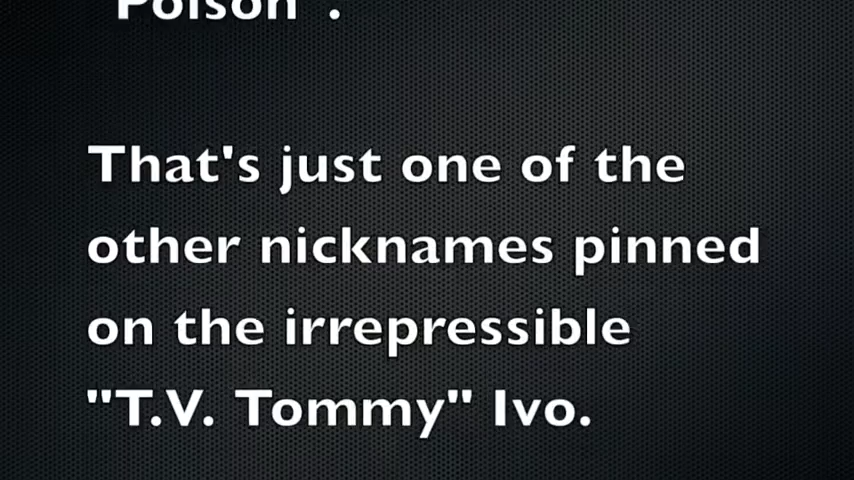 Poison".
That's just one of the
other nicknames pinned
on the irrepressible
"T.V. Tommy" Ivo.